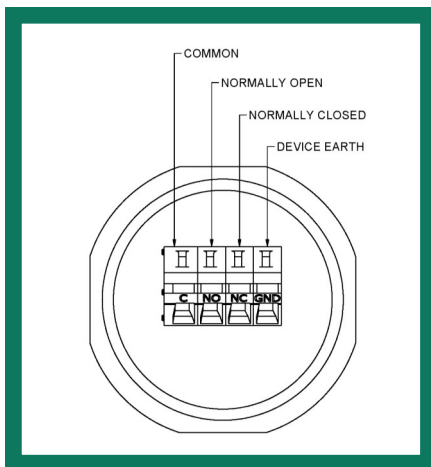 COMMON
NORMALLY OPEN
NORMALLY CLOSED
DEVICE EARTH
C NO NC GND